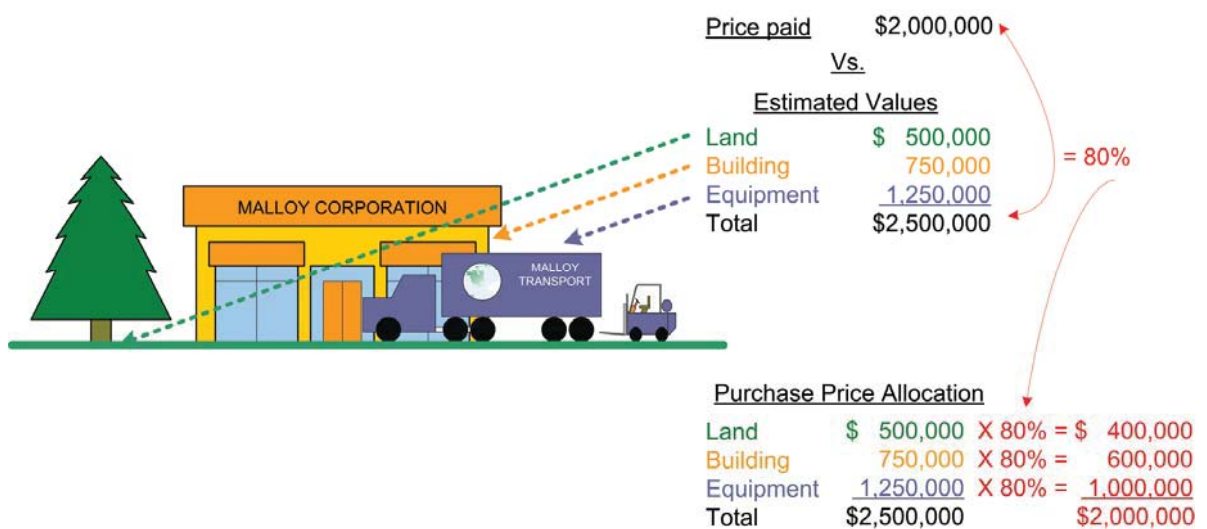 Price paid $2,000,000
Vs.
Estimated Values
Land $ 500,000
Building 750,000
Equipment 1,250,000
Total $2,500,000
= 80%
MALLOY CORPORATION
MALLOY
TRANSPORT
Purchase Price Allocation
Land $ 500,000 X 80% = $ 400,000
Building 750,000 X 80% = 600,000
Equipment 1,250,000 X 80% = 1,000,000
Total $2,500,000 $2,000,000